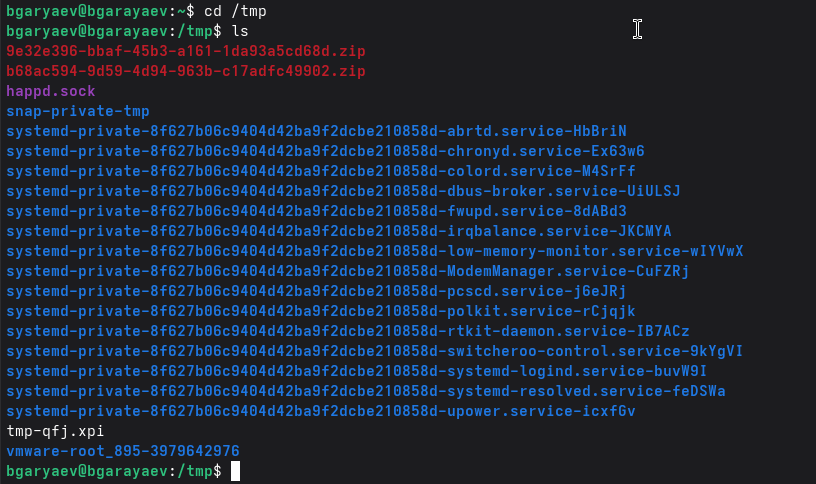 bgaryaev@bgarayaev:~$ cd /tmp
bgaryaev@bgarayaev:/tmp$ ls
9e32e396-bbaf-45b3-a161-1da93a5cd68d.zip
b68ac594-9d59-4d94-963b-c17adfc49902.zip
happd.sock
snap-private-tmp
systemd-private-8f627b06c9404d42ba9f2dcbe210858d-abrtd.service-HbBriN
systemd-private-8f627b06c9404d42ba9f2dcbe210858d-chronyd.service-Ex63w6
systemd-private-8f627b06c9404d42ba9f2dcbe210858d-colord.service-M4SrFf
systemd-private-8f627b06c9404d42ba9f2dcbe210858d-dbus-broker.service-UiULSJ
systemd-private-8f627b06c9404d42ba9f2dcbe210858d-fwupd.service-8dABd3
systemd-private-8f627b06c9404d42ba9f2dcbe210858d-irqbalance.service-JKCMYA
systemd-private-8f627b06c9404d42ba9f2dcbe210858d-low-memory-monitor.service-wIYVwX
systemd-private-8f627b06c9404d42ba9f2dcbe210858d-ModemManager.service-CuFZRj
systemd-private-8f627b06c9404d42ba9f2dcbe210858d-pcscd.service-j6eJRj
systemd-private-8f627b06c9404d42ba9f2dcbe210858d-polkit.service-rCjqjk
systemd-private-8f627b06c9404d42ba9f2dcbe210858d-rtkit-daemon.service-IB7ACz
systemd-private-8f627b06c9404d42ba9f2dcbe210858d-switcheroo-control.service-9kYgVI
systemd-private-8f627b06c9404d42ba9f2dcbe210858d-systemd-logind.service-buvW9I
systemd-private-8f627b06c9404d42ba9f2dcbe210858d-systemd-resolved.service-feDSWa
systemd-private-8f627b06c9404d42ba9f2dcbe210858d-upower.service-icxfGv
tmp-qfj.xpi
vmware-root_895-3979642976
bgaryaev@bgarayaev:/tmp$